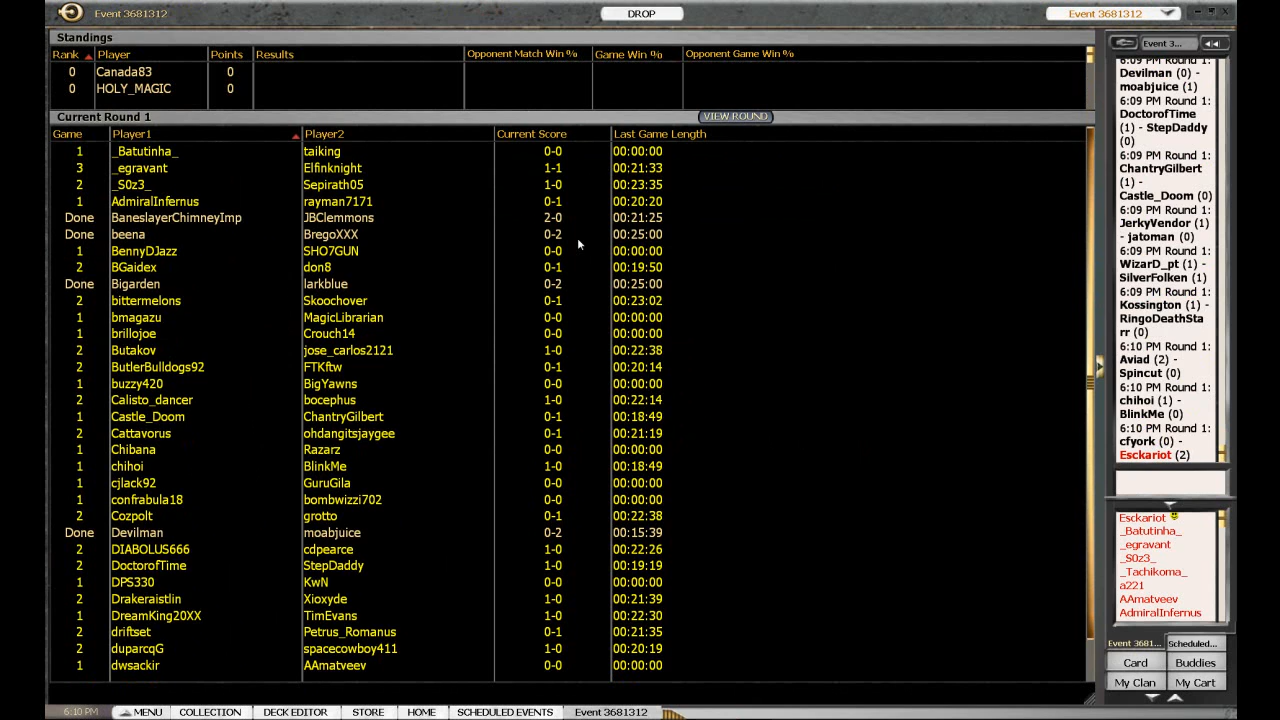 Event 3681312
DROP
Event 3681312
Standings
Rank Player Points Results Opponent Match Win % Game Win % Opponent Game Win %
0 Canada83 0
0 HOLY_MAGIC 0
Current Round 1
VIEW ROUND
Game Player1 Player2 Current Score Last Game Length
1 _Batutinha_ taiking 0-0 00:00:00
3 _egravant Elfinknight 1-1 00:21:33
2 _S0z3_ Sepirath05 1-0 00:23:35
1 AdmiralInfernus rayman7171 0-1 00:20:20
Done BaneslayerChimneyImp JBClemmons 2-0 00:21:25
Done beena BregoXXX 0-2 00:25:00
1 BennyDJazz SHO7GUN 0-0 00:00:00
2 BGaidex don8 0-1 00:19:50
Done Bigarden larkblue 0-2 00:25:00
2 bittermelons Skoochover 0-1 00:23:02
1 bmagazu MagicLibrarian 0-0 00:00:00
1 brillojoe Crouch14 0-0 00:00:00
2 Butakov jose_carlos2121 1-0 00:22:38
2 ButlerBulldogs92 FTKftw 0-1 00:20:14
1 buzzy420 BigYawns 0-0 00:00:00
2 Calisto_dancer bocephus 1-0 00:22:14
1 Castle_Doom ChantryGilbert 0-1 00:18:49
2 Cattavorus ohdangitsjaygee 0-1 00:21:19
1 Chibana Razarz 0-0 00:00:00
1 chihoi BlinkMe 1-0 00:18:49
1 cjlack92 GuruGila 0-0 00:00:00
1 confrabula18 bombwizzi702 0-0 00:00:00
2 Cozpolt grotto 0-1 00:22:38
Done Devilman moabjuice 0-2 00:15:39
2 DIABOLUS666 cdpearce 1-0 00:22:26
2 DoctorofTime StepDaddy 1-0 00:19:19
1 DPS330 KwN 0-0 00:00:00
2 Drakeraistlin Xioxyde 1-0 00:21:39
1 DreamKing20XX TimEvans 1-0 00:22:30
2 driftset Petrus_Romanus 0-1 00:21:35
2 duparcqG spacecowboy411 1-0 00:20:19
1 dwsackir AAmatveev 0-0 00:00:00
Event 3...
6:09 PM Round 1:
Devilman (0) -
moabjuice (1)
6:09 PM Round 1:
DoctorofTime
(1) - StepDaddy
(0)
6:09 PM Round 1:
ChantryGilbert
(1) -
Castle_Doom (0)
6:09 PM Round 1:
JerkyVendor (1)
- jatoman (0)
6:09 PM Round 1:
WizarD_pt (1) -
SilverFolken (1)
6:09 PM Round 1:
Kossington (1) -
RingoDeathSta
rr (0)
6:10 PM Round 1:
Aviad (2) -
Spincut (0)
6:10 PM Round 1:
chihoi (1) -
BlinkMe (0)
6:10 PM Round 1:
cfyork (0) -
Esckariot (2)
Esckariot
_Batutinha_
_egravant
_S0z3_
_Tachikoma_
a221
AAmatveev
AdmiralInfernus
Event 3681... Scheduled...
Card Buddies
My Clan My Cart
6:10 PM MENU COLLECTION DECK EDITOR STORE HOME SCHEDULED EVENTS Event 3681312